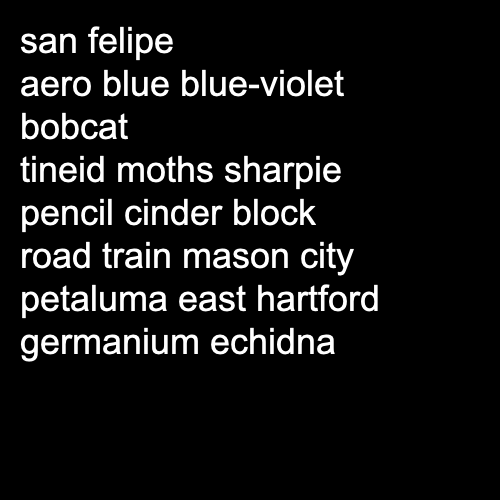 san felipe
aero blue blue-violet
bobcat
tineid moths sharpie
pencil cinder block
road train mason city
petaluma east hartford
germanium echidna